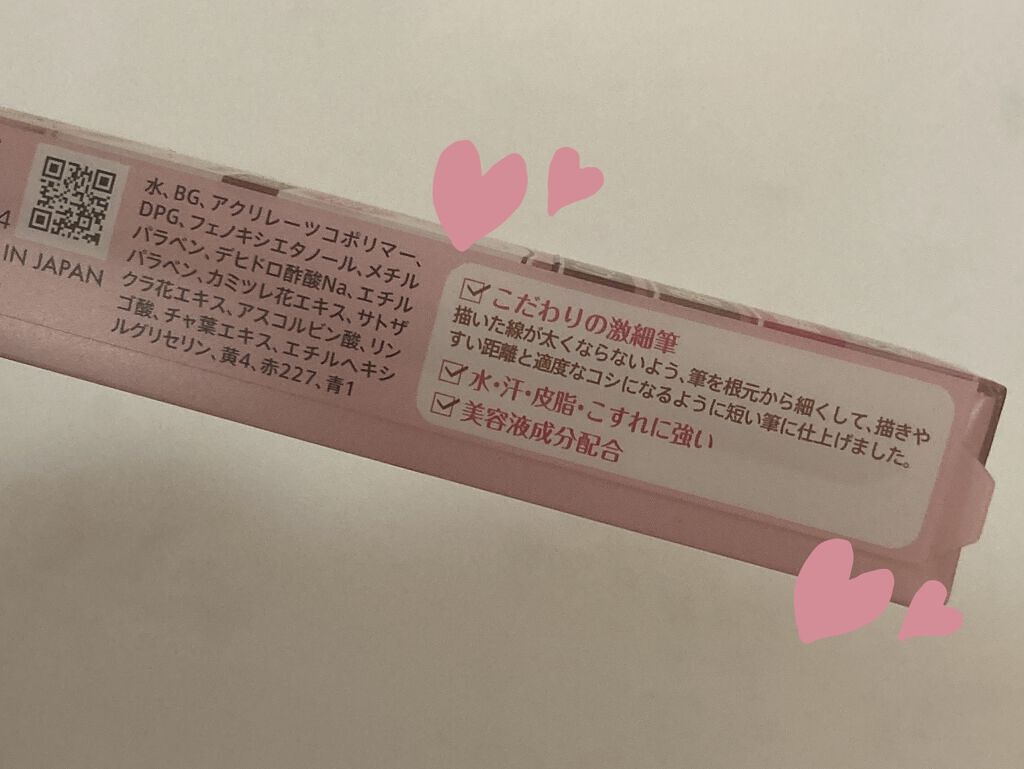 4
IN JAPAN
水、BG、アクリレーツコポリマー、
DPG、フェノキシエタノール、メチル
パラベン、デヒドロ酢酸Na、エチル
パラベン、カミツレ花エキス、サトザ
クラ花エキス、アスコルビン酸、リン
ゴ酸、チャ葉エキス、エチルヘキシ
ルグリセリン、黄4、赤227、青1
こだわりの激細筆
描いた線が太くならないよう、筆を根元から細くして、描きや
すい距離と適度なコシになるように短い筆に仕上げました。
水・汗・皮脂・こすれに強い
美容液成分配合